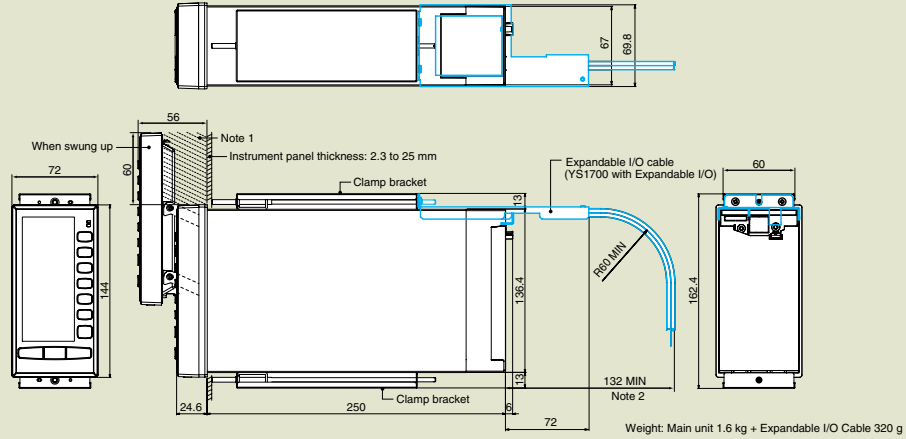 67
69.8
56
Note 1
When swung up
Instrument panel thickness: 2.3 to 25 mm
60
72
Clamp bracket
13
Expandable I/O cable
(YS1700 with Expandable I/O)
60
144
136.4
R60 MIN
162.4
13
132 MIN
Note 2
Clamp bracket
24.6
250
6
72
Weight: Main unit 1.6 kg + Expandable I/O Cable 320 g